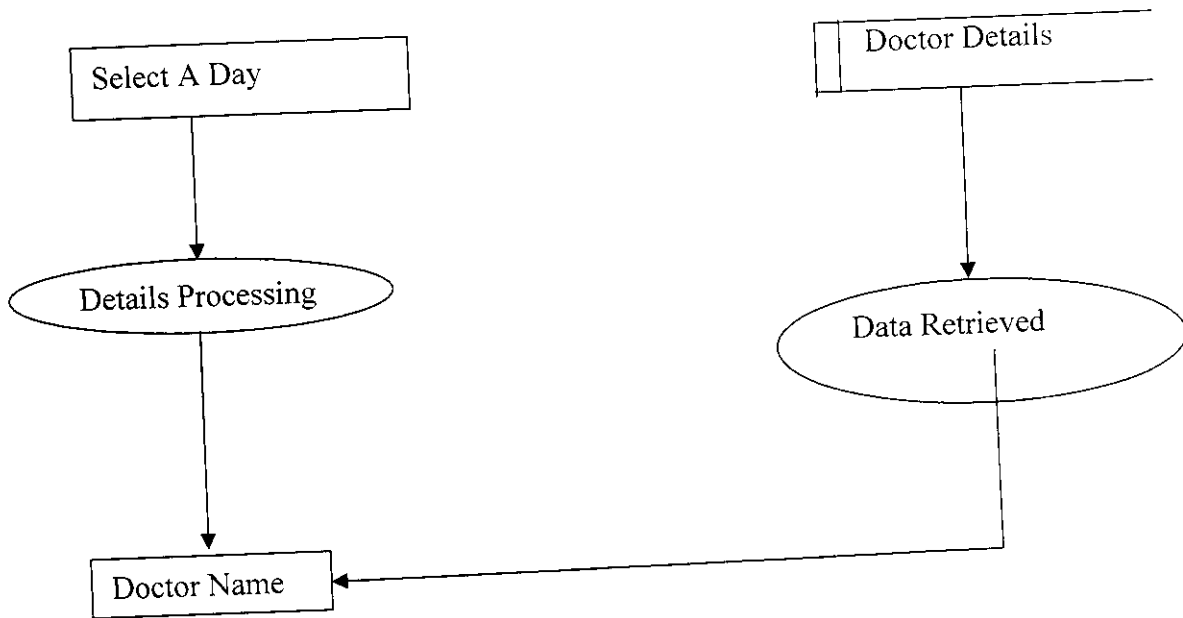 Select A Day
Doctor Details
Details Processing
Data Retrieved
Doctor Name